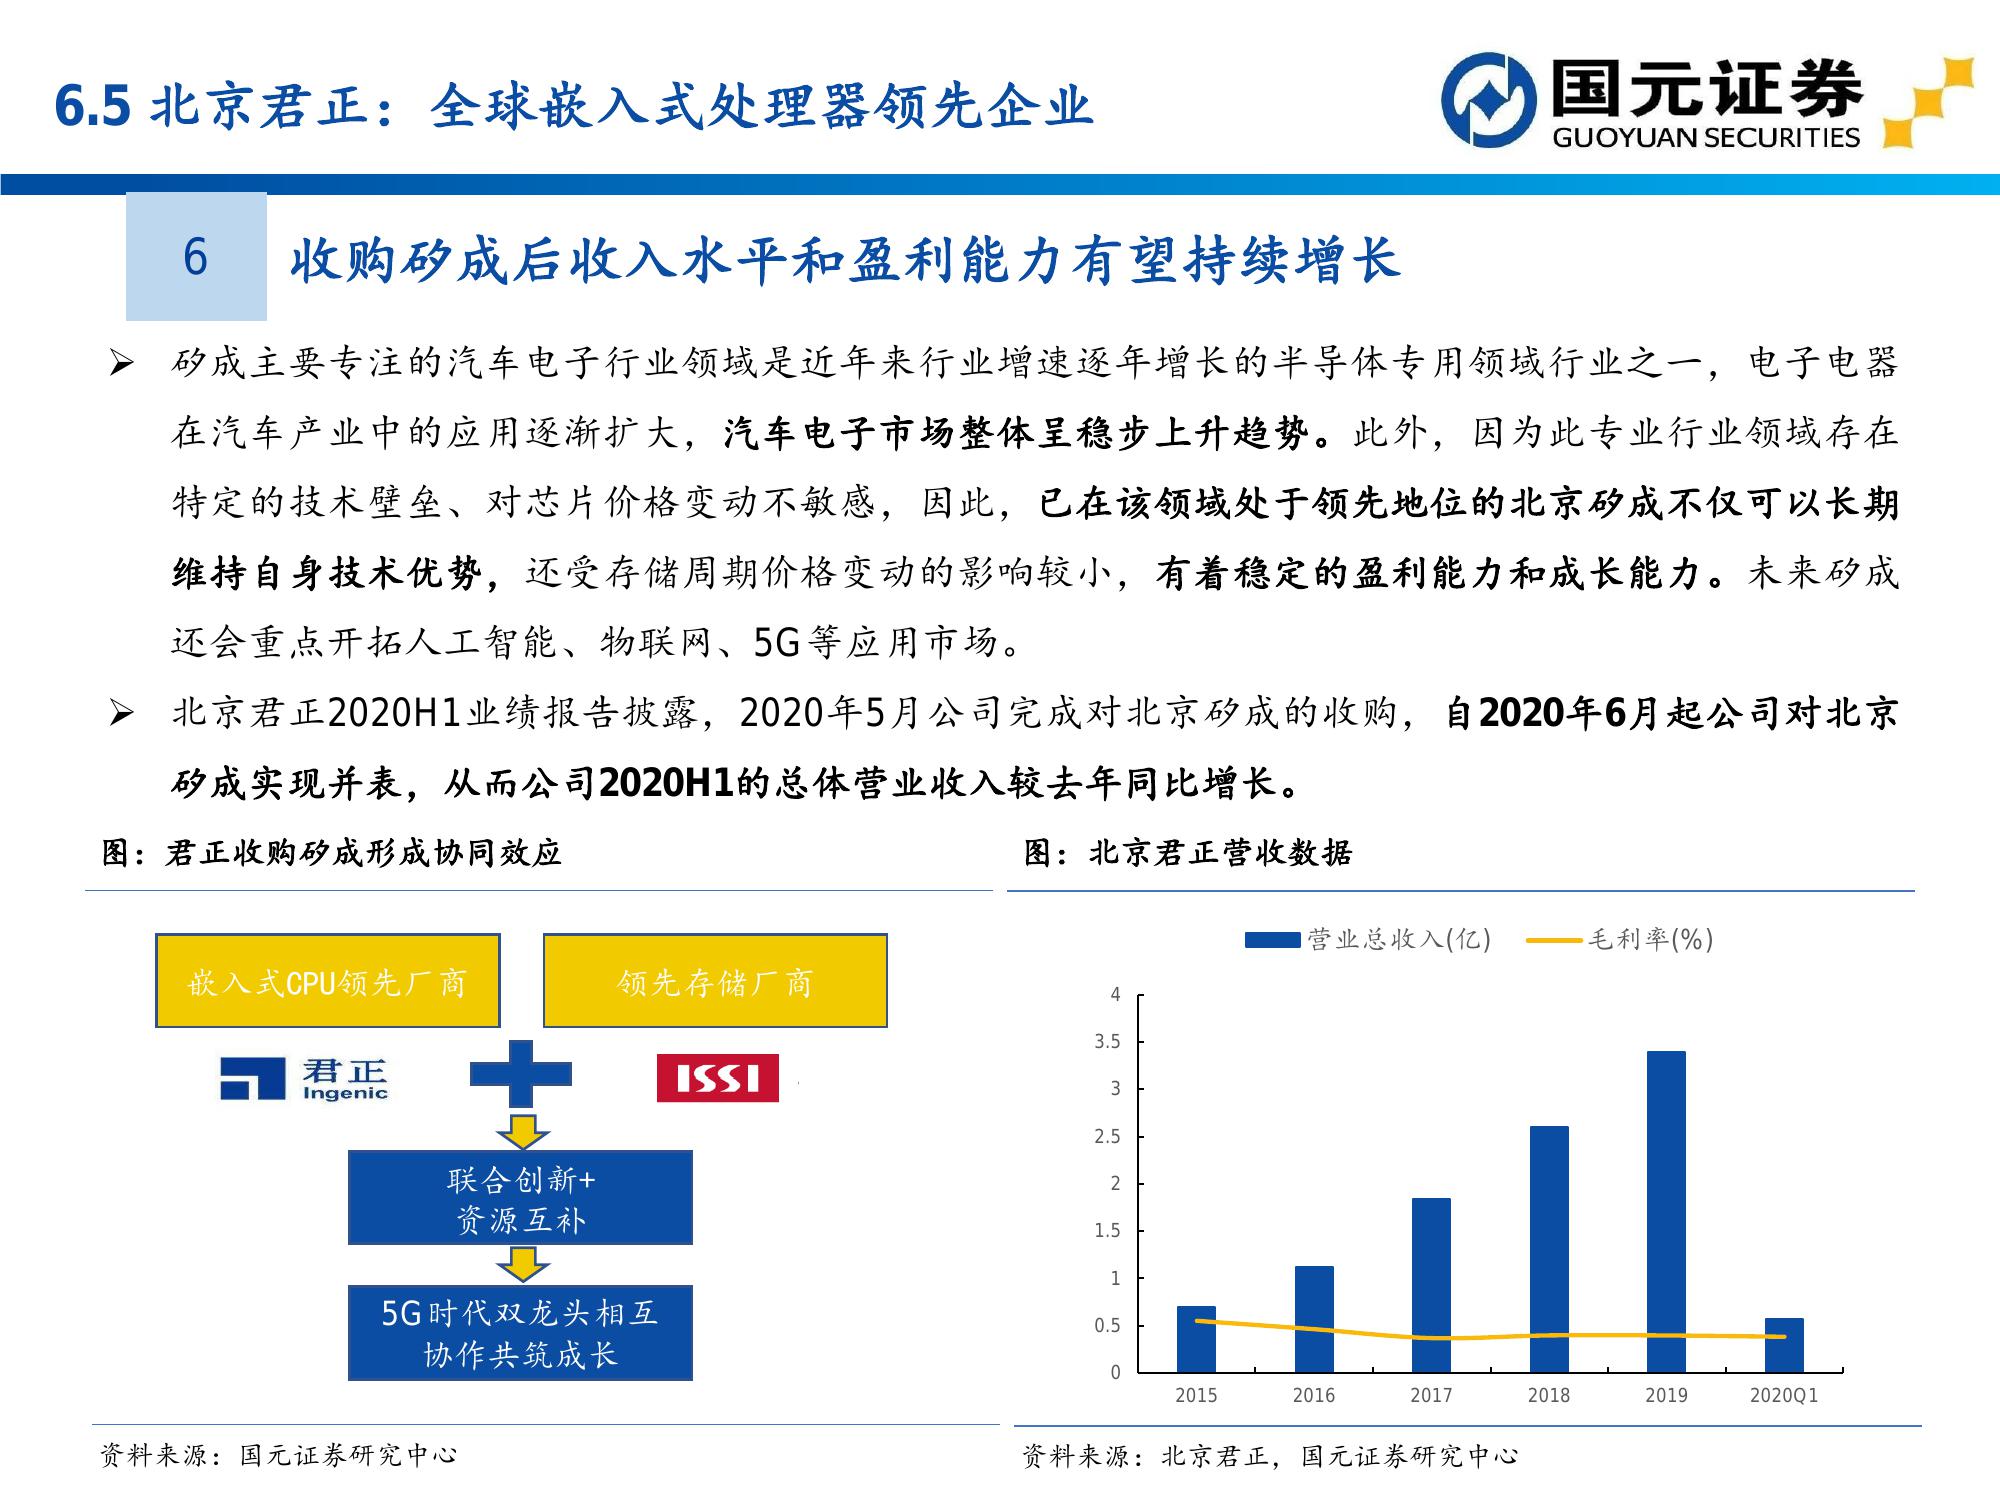 6.5 北京君正：全球嵌入式处理器领先企业
国元证券
GUOYUAN SECURITIES
6
收购矽成后收入水平和盈利能力有望持续增长
➢ 矽成主要专注的汽车电子行业领域是近年来行业增速逐年增长的半导体专用领域行业之一，电子电器
在汽车产业中的应用逐渐扩大，汽车电子市场整体呈稳步上升趋势。此外，因为此专业行业领域存在
特定的技术壁垒、对芯片价格变动不敏感，因此，已在该领域处于领先地位的北京矽成不仅可以长期
维持自身技术优势，还受存储周期价格变动的影响较小，有着稳定的盈利能力和成长能力。未来矽成
还会重点开拓人工智能、物联网、5G等应用市场。
➢ 北京君正2020H1业绩报告披露，2020年5月公司完成对北京矽成的收购，自2020年6月起公司对北京
矽成实现并表，从而公司2020H1的总体营业收入较去年同比增长。
图：君正收购矽成形成协同效应
嵌入式CPU领先厂商
领先存储厂商
君正
Ingenic
ISSI
联合创新+
资源互补
5G时代双龙头相互
协作共筑成长
资料来源：国元证券研究中心
图：北京君正营收数据
营业总收入(亿)
毛利率(%)
4
3.5
3
2.5
2
1.5
1
0.5
0
2015 2016 2017 2018 2019 2020Q1
资料来源：北京君正，国元证券研究中心